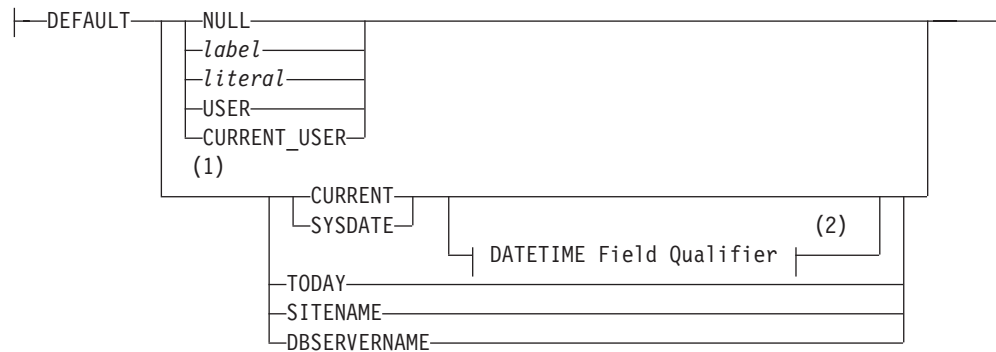 DEFAULT NULL
label
literal
USER
CURRENT_USER
(1)
CURRENT
SYSDATE
(2)
DATETIME Field Qualifier
TODAY
SITENAME
DBSERVERNAME